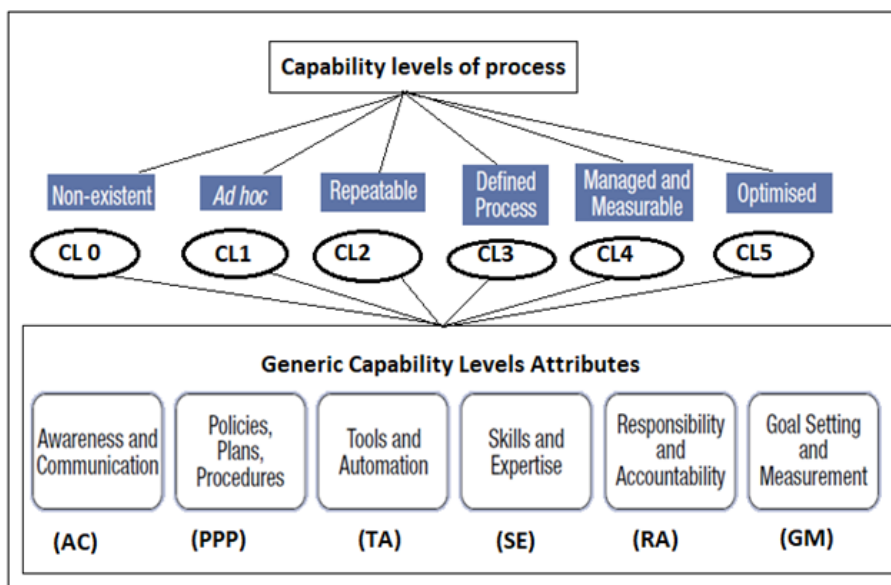 Capability levels of process
Non-existent
Ad hoc
Repeatable
Defined
Process
Managed and
Measurable
Optimised
CL 0
CL1
CL2
CL3
CL4
CL5
Generic Capability Levels Attributes
Awareness and
Communication
Policies,
Plans,
Procedures
Tools and
Automation
Skills and
Expertise
Responsibility
and
Accountability
Goal Setting
and
Measurement
(AC)
(PPP)
(TA)
(SE)
(RA)
(GM)